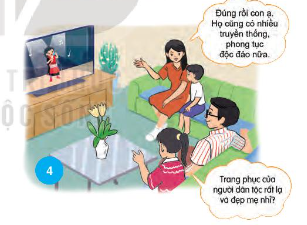 Đúng rồi con ạ.
Họ cũng có nhiều
truyền thống,
phong tục
độc đáo nữa.
4
Trang phục của
người dân tộc rất lạ
và đẹp mẹ nhỉ?